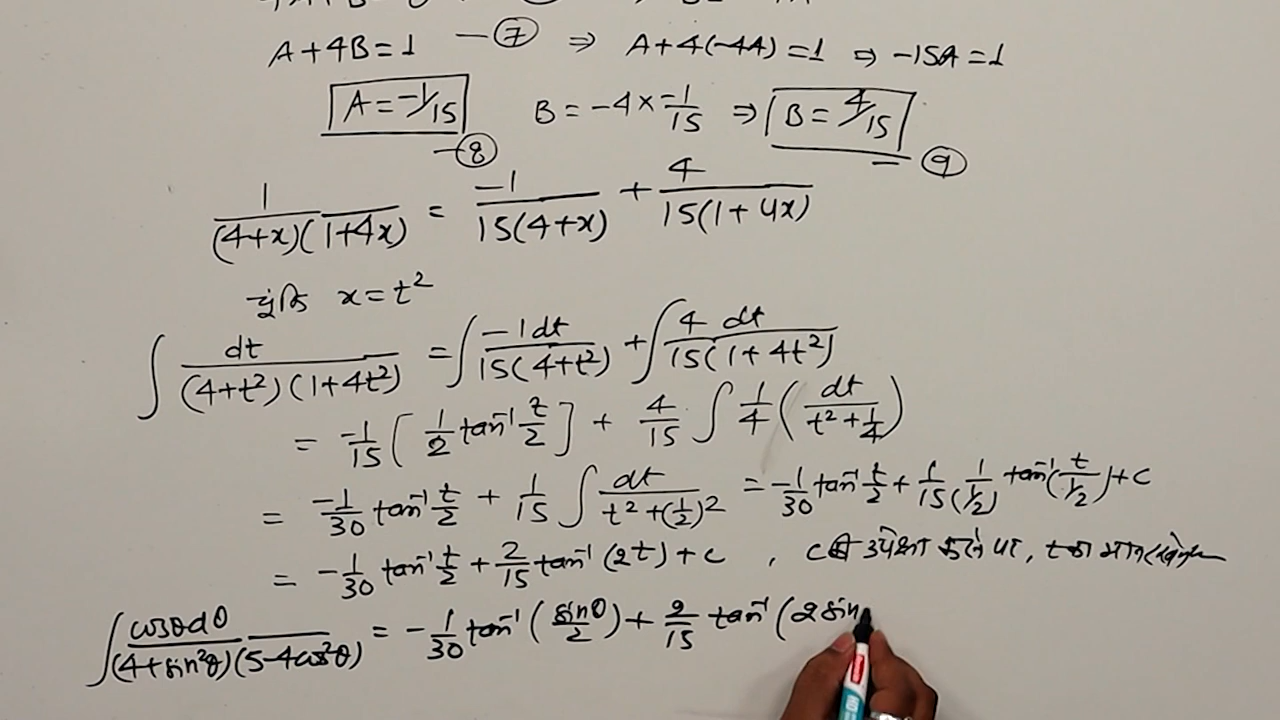 A+4B=1 —⑦ ⇒ A+4(-4A)=1 ⇒ -15A=1
A=-1/15 B=-4×-1/15 ⇒ B=4/15
—⑧ —⑨
1/((4+x)(1+4x)) = -1/(15(4+x)) + 4/(15(1+4x))
चूंकि x=t²
∫ dt/((4+t²)(1+4t²)) = ∫ -1dt/(15(4+t²)) + ∫ 4 dt/(15(1+4t²))
= -1/15 [1/2 tan⁻¹ t/2] + 4/15 ∫ 1/4 (dt/(t²+1/4))
= -1/30 tan⁻¹ t/2 + 1/15 ∫ dt/(t²+(1/2)²) = -1/30 tan⁻¹ t/2 + 1/15 (1/(1/2)) tan⁻¹(t/(1/2))+C
= -1/30 tan⁻¹ t/2 + 2/15 tan⁻¹ (2t)+C , C उपेक्षा करने पर, t का मान
∫ cosθdθ/((4+sin²θ)(5-4cos²θ)) = -1/30 tan⁻¹ (sinθ/2) + 2/15 tan⁻¹ (2 sin